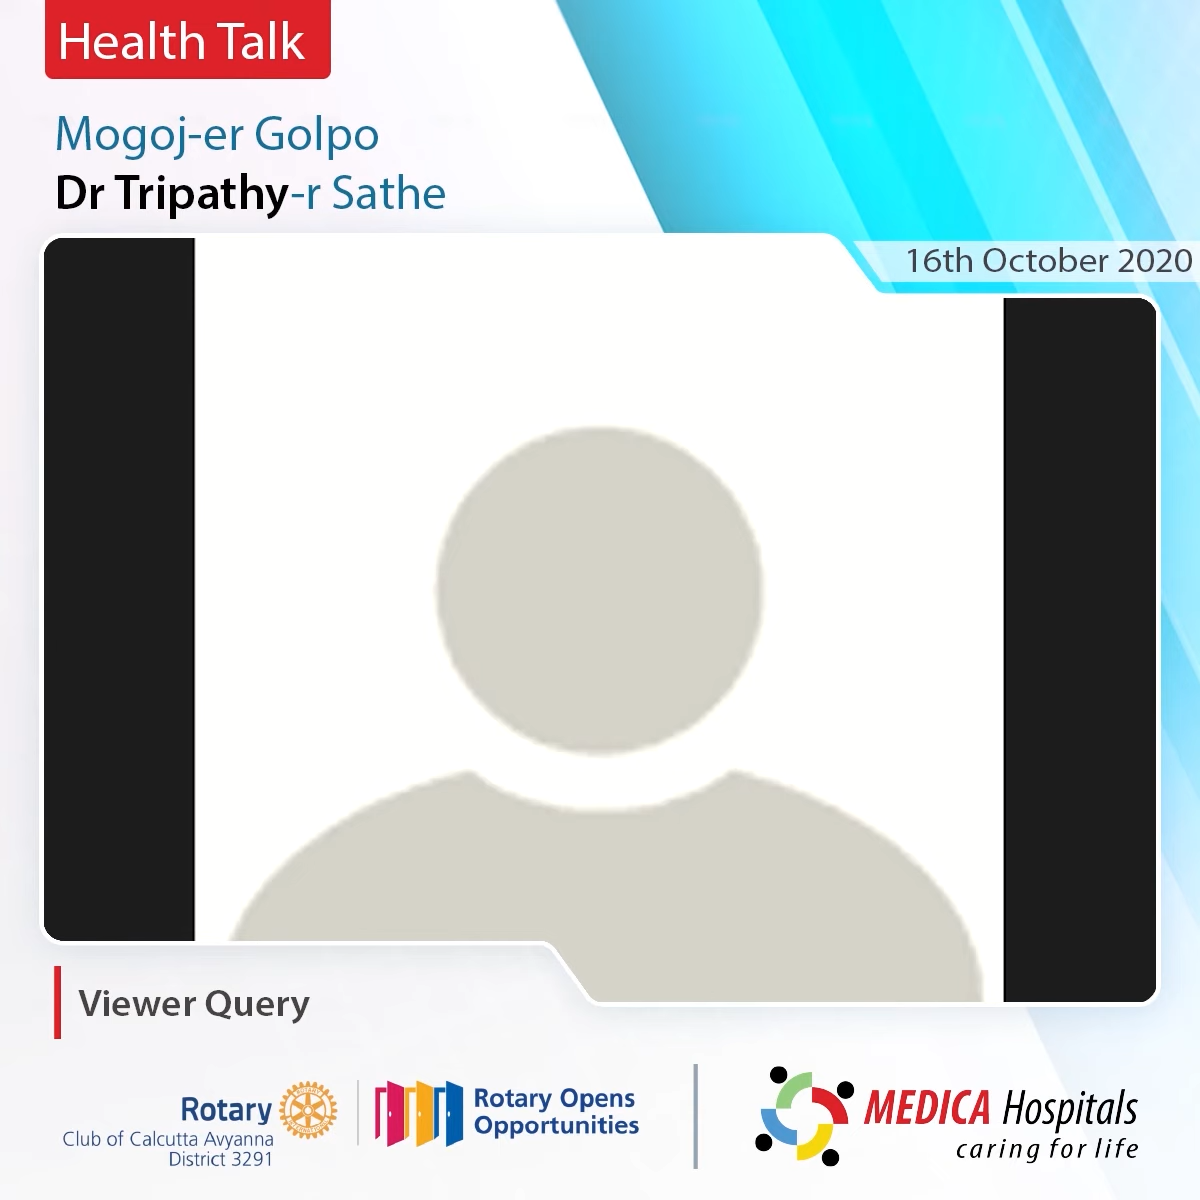 Health Talk
Mogoj-er Golpo
Dr Tripathy-r Sathe
16th October 2020
Viewer Query
Rotary
Club of Calcutta Avyanna
District 3291
Rotary Opens
Opportunities
MEDICA Hospitals
caring for life